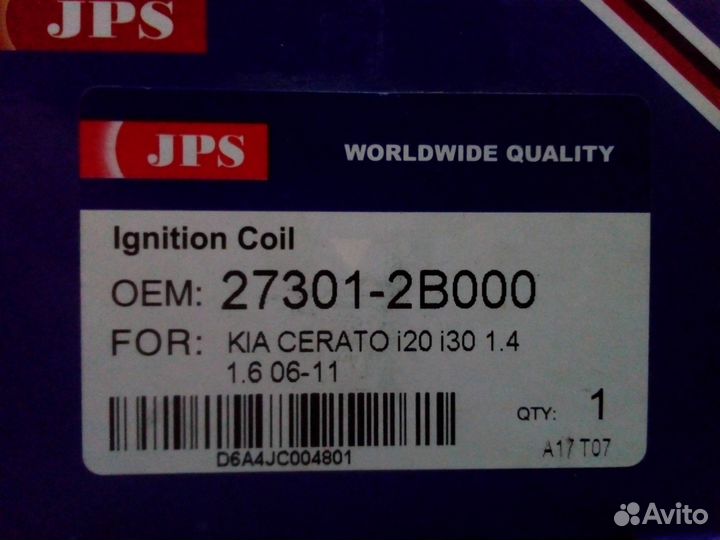 JPS
JPS
WORLDWIDE QUALITY
Ignition Coil
OEM: 27301-2B000
FOR: KIA CERATO i20 i30 1.4
1.6 06-11
QTY: 1
D6A4JC004801
A17 T07
Avito